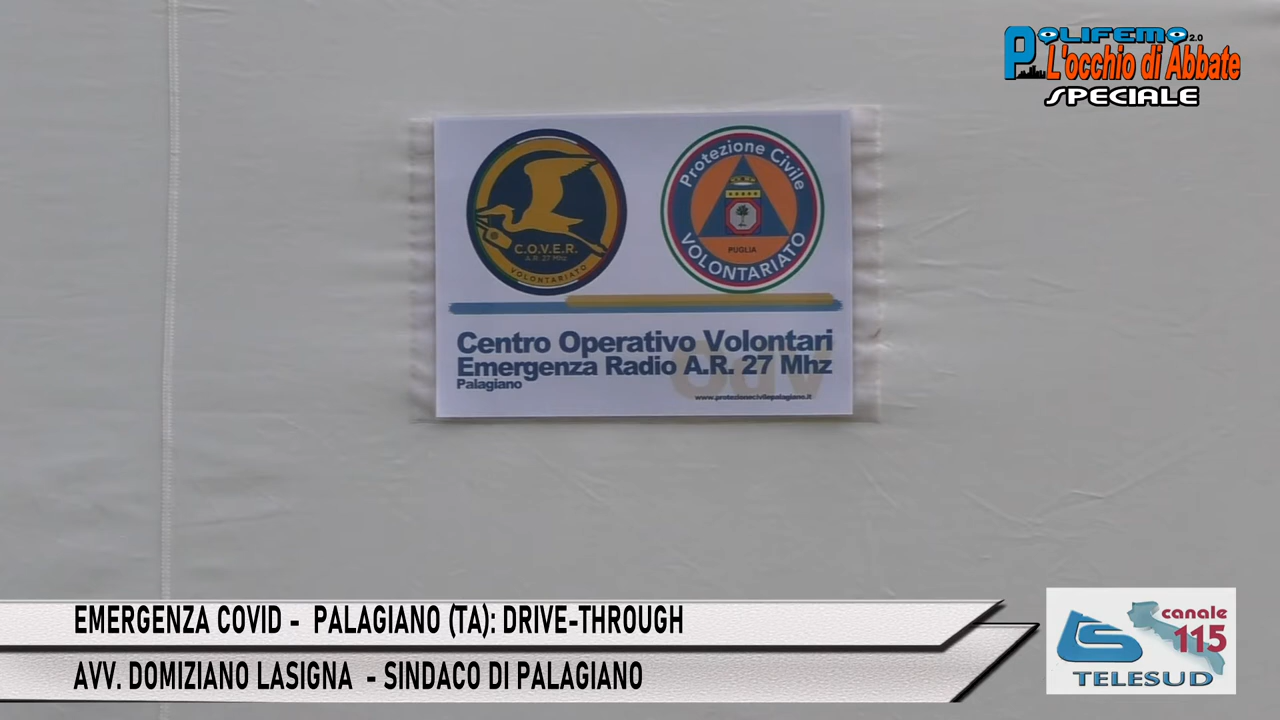 POLIFEMO 2.0
L'occhio di Abbate
SPECIALE
C.O.V.E.R.
A.R. 27 Mhz
VOLONTARIATO
Protezione Civile
PUGLIA
VOLONTARIATO
Centro Operativo Volontari
Emergenza Radio A.R. 27 Mhz
Palagiano
OdV
www.protezionecivilepalagiano.it
EMERGENZA COVID - PALAGIANO (TA): DRIVE-THROUGH
AVV. DOMIZIANO LASIGNA - SINDACO DI PALAGIANO
canale
115
TELESUD